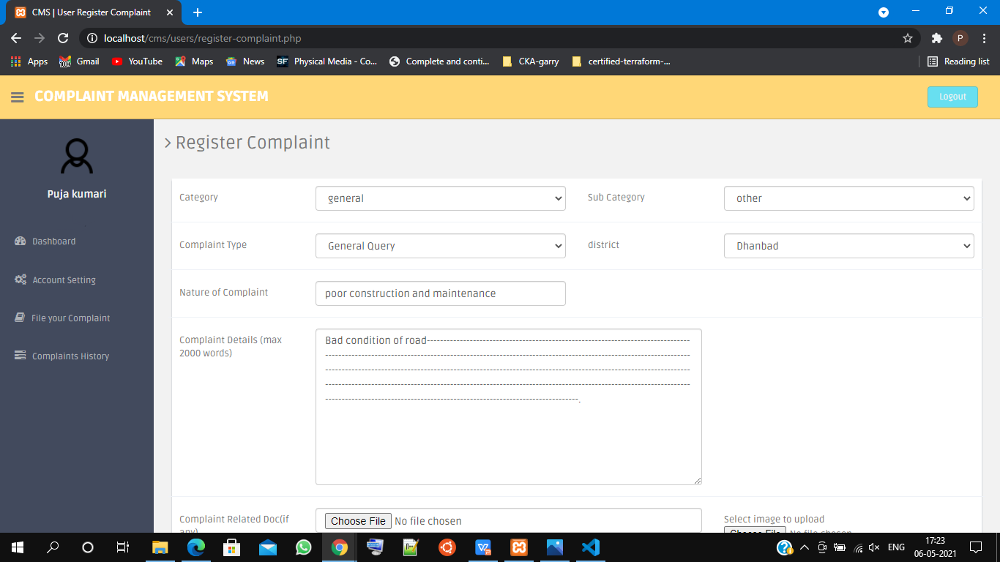 CMS | User Register Complaint
localhost/cms/users/register-complaint.php
P
Apps
100+
Gmail
YouTube
Maps
News
SF
Physical Media - Co...
Complete and conti...
CKA-garry
certified-terraform-...
Reading list
COMPLAINT MANAGEMENT SYSTEM
Logout
Puja kumari
Dashboard
Account Setting
File your Complaint
Complaints History
Register Complaint
Category general Sub Category other
Complaint Type General Query district Dhanbad
Nature of Complaint poor construction and maintenance
Complaint Details (max
2000 words)
Bad condition of road--------------------------------------------------------------------------------
---------------------------------------------------------------------------------------------------------------
---------------------------------------------------------------------------------------------------------------
---------------------------------------------------------------------------------------------------------------
-----------------------------------------------------------------------------.
Complaint Related Doc(if
any)
Choose File No file chosen
Select image to upload
Choose File No file chosen
ENG
17:23
06-05-2021